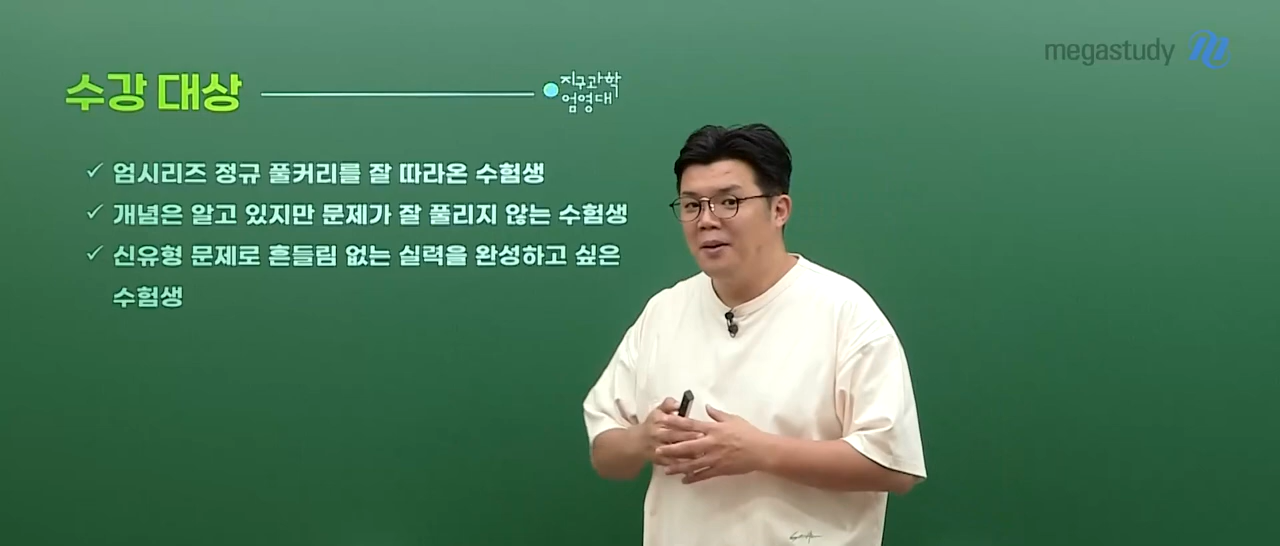 megastudy
수강 대상
지구과학
엄영대
엄시리즈 정규 풀커리를 잘 따라온 수험생
개념은 알고 있지만 문제가 잘 풀리지 않는 수험생
신유형 문제로 흔들림 없는 실력을 완성하고 싶은
수험생